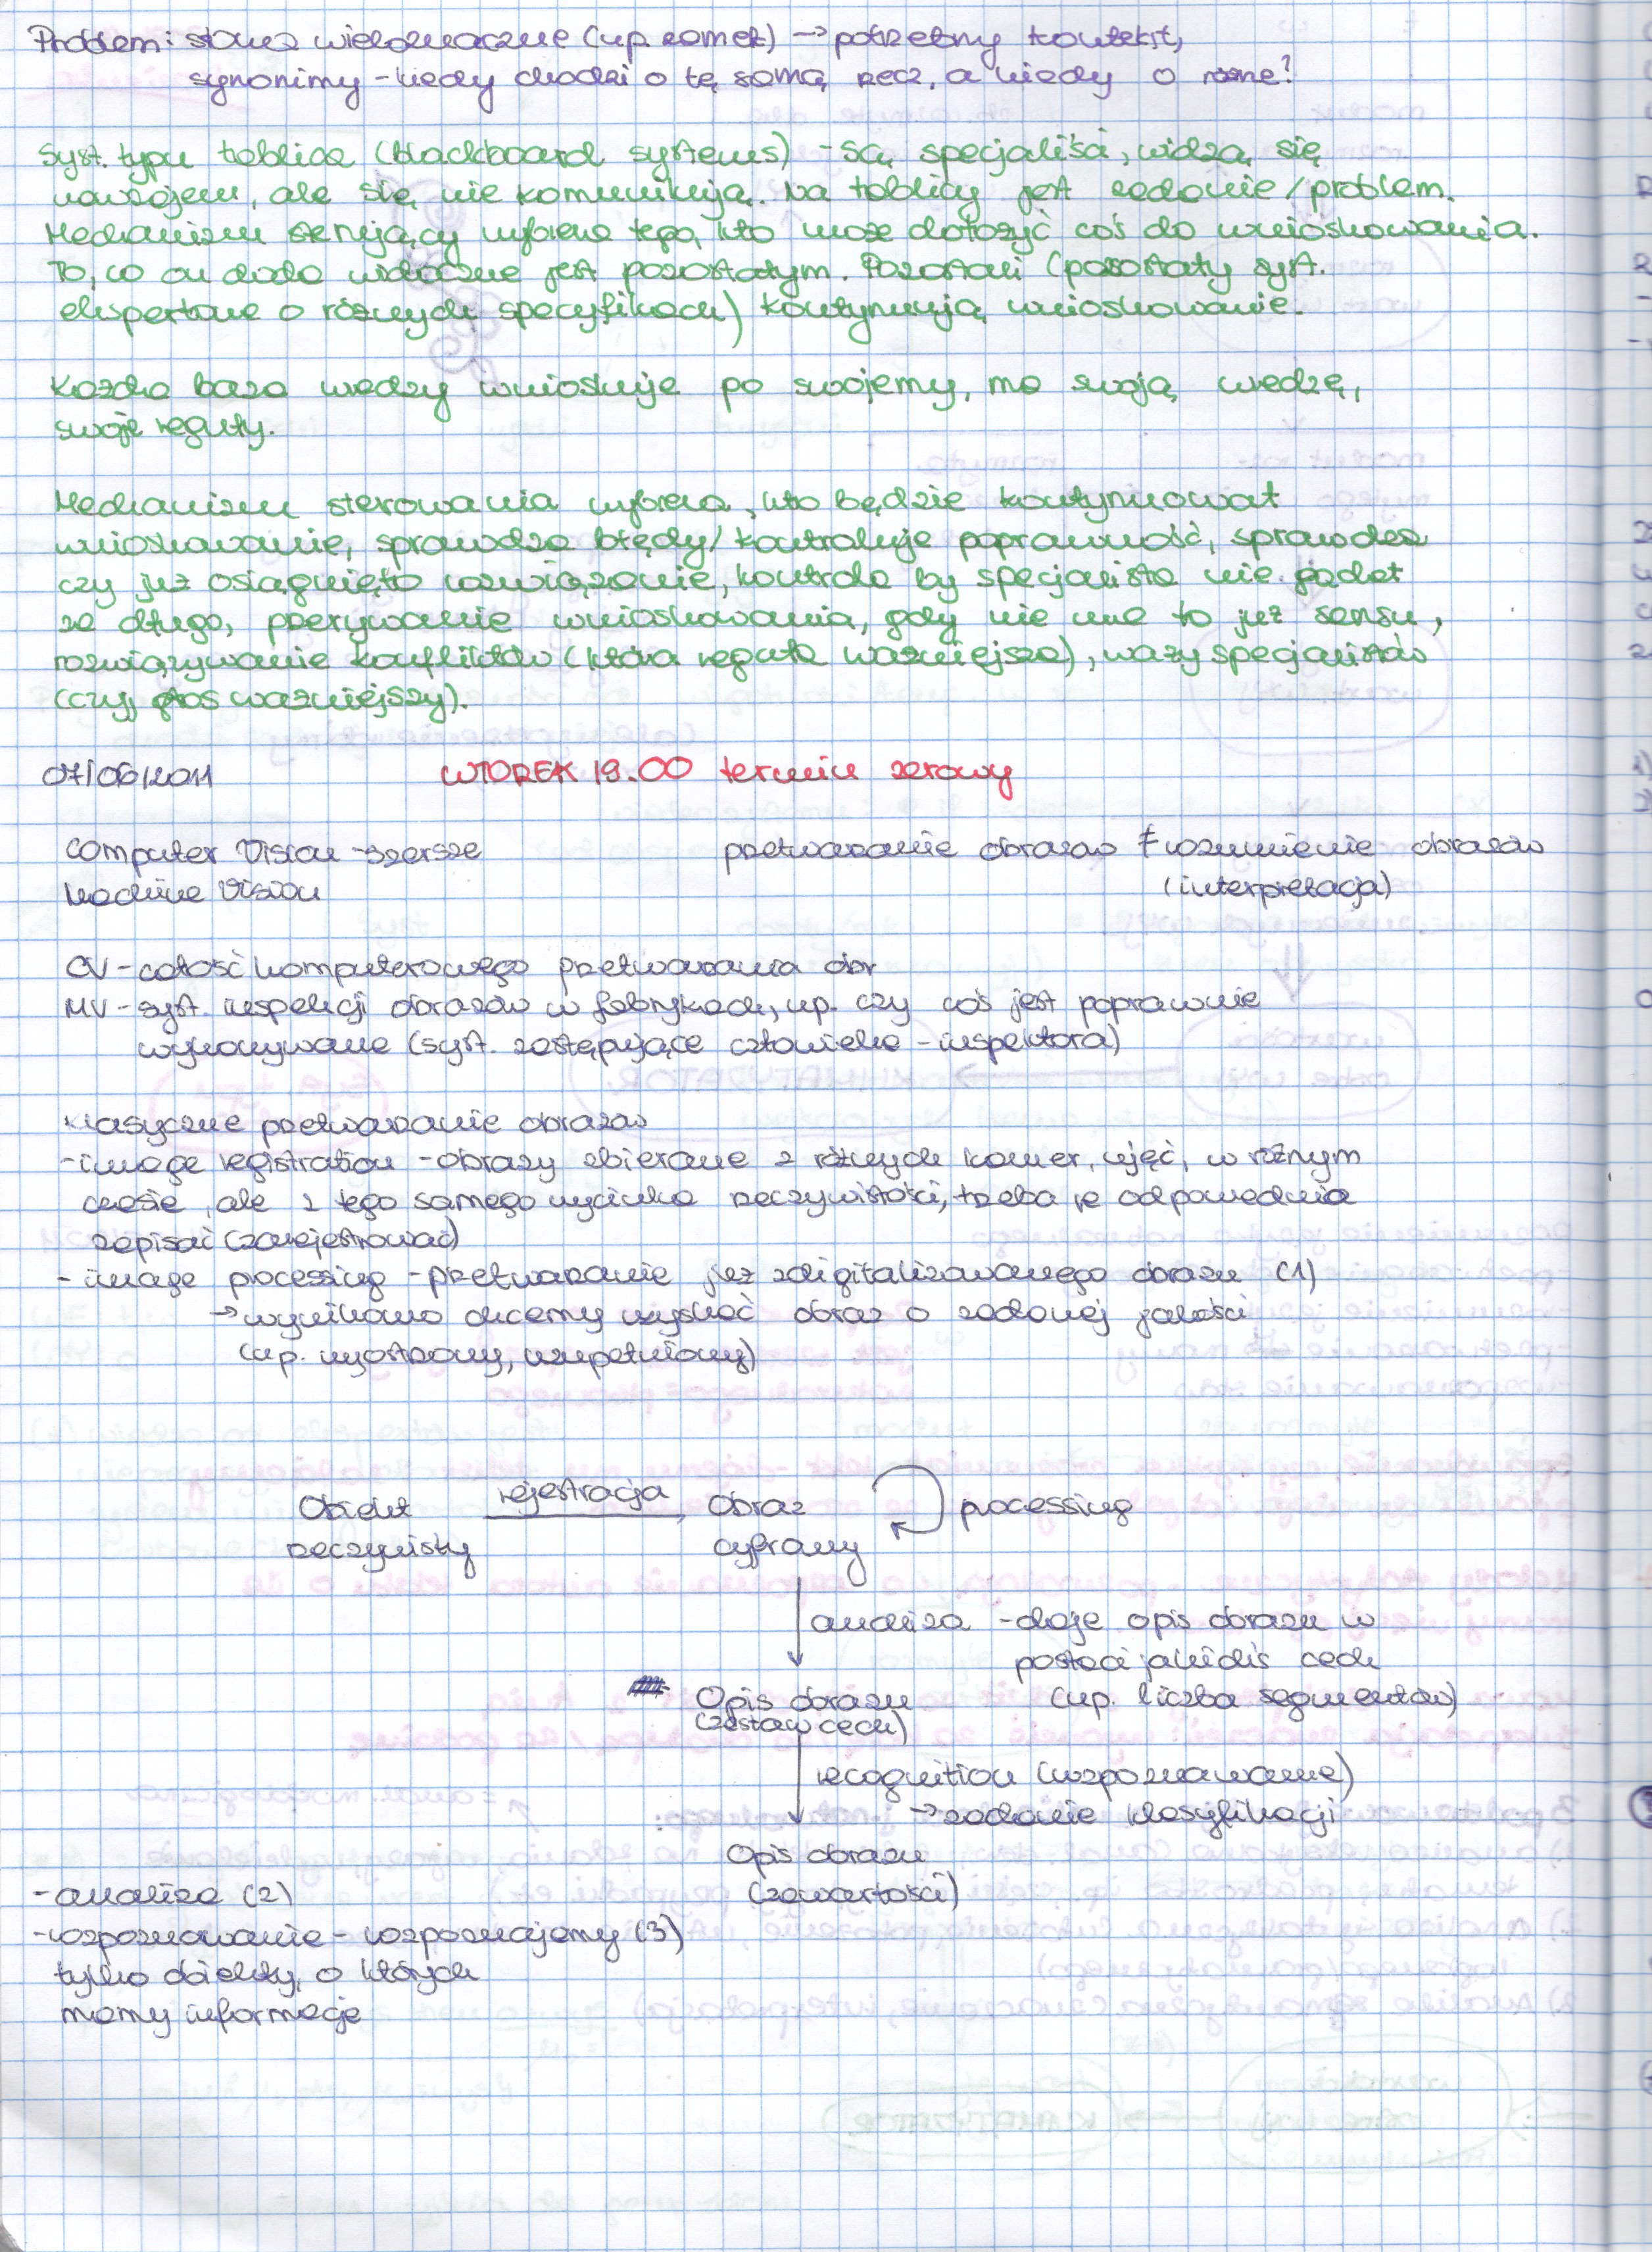 Problem: słowa wieloznaczne (np. zamek) → potrzebny kontekst,
synonimy - kiedy chodzi o tę samą rzecz, a kiedy o różne?
Syst. typu tablica (blackboard systems) - są specjaliści, widzą się
nawzajem, ale się nie komunikują. Na tablicy jest zadanie/problem.
Mechanizm sterujący wybiera tego, kto może dołożyć coś do wnioskowania.
To, co on doda widoczne jest pozostałym. Pozostali (pozostały syst.
ekspertowe o różnych specyfikach) kontynuują wnioskowanie.
Każda baza wiedzy wnioskuje po swojemy, ma swoją wiedzę,
swoje reguły.
Mechanizm sterowania wybiera, kto będzie kontynuował
wnioskowanie, sprawdza błędy/kontroluje poprawność, sprawdza
czy już osiągnięto rozwiązanie, kontrola by specjalista nie gadał
za długo, przerywanie wnioskowania, gdy nie ma to już sensu,
rozwiązywanie konfliktów (która reguła ważniejsza), waży specjalistów
(czyj głos ważniejszy).
07/06/2011 WTOREK 19.00 termin zerowy
Computer Vision - szersze przetwarzanie obrazów ≠ rozumienie obrazów
Machine Vision (interpretacja)
CV - całość komputerowego przetwarzania obr
MV - syst. inspekcji obrazów w fabrykach, np. czy coś jest poprawnie
wykonywane (syst. zastępujące człowieka - inspektora)
Klasyczne przetwarzanie obrazów
- image registration - obrazy zbierane z różnych kamer, ujęć, w różnym
czasie, ale z tego samego wycinka rzeczywistości, trzeba je odpowiednio
zapisać (zarejestrować)
- image processing - przetwarzanie już zdigitalizowanego obrazu (1)
→ wynikowo chcemy uzyskać obraz o zadanej jakości
(np. wyostrzony, uzupełniony)
Obiekt rejestracja Obraz processing
rzeczywisty cyfrowy
analiza - daje opis obrazu w
postaci jakichś cech
Opis obrazu (np. liczba segmentów)
(zestaw cech)
recognition (rozpoznawanie)
→ zadanie klasyfikacji
Opis obrazu
- analiza (2) (zawartości)
- rozpoznawanie - rozpoznajemy (3)
tylko obiekty, o których
mamy informacje